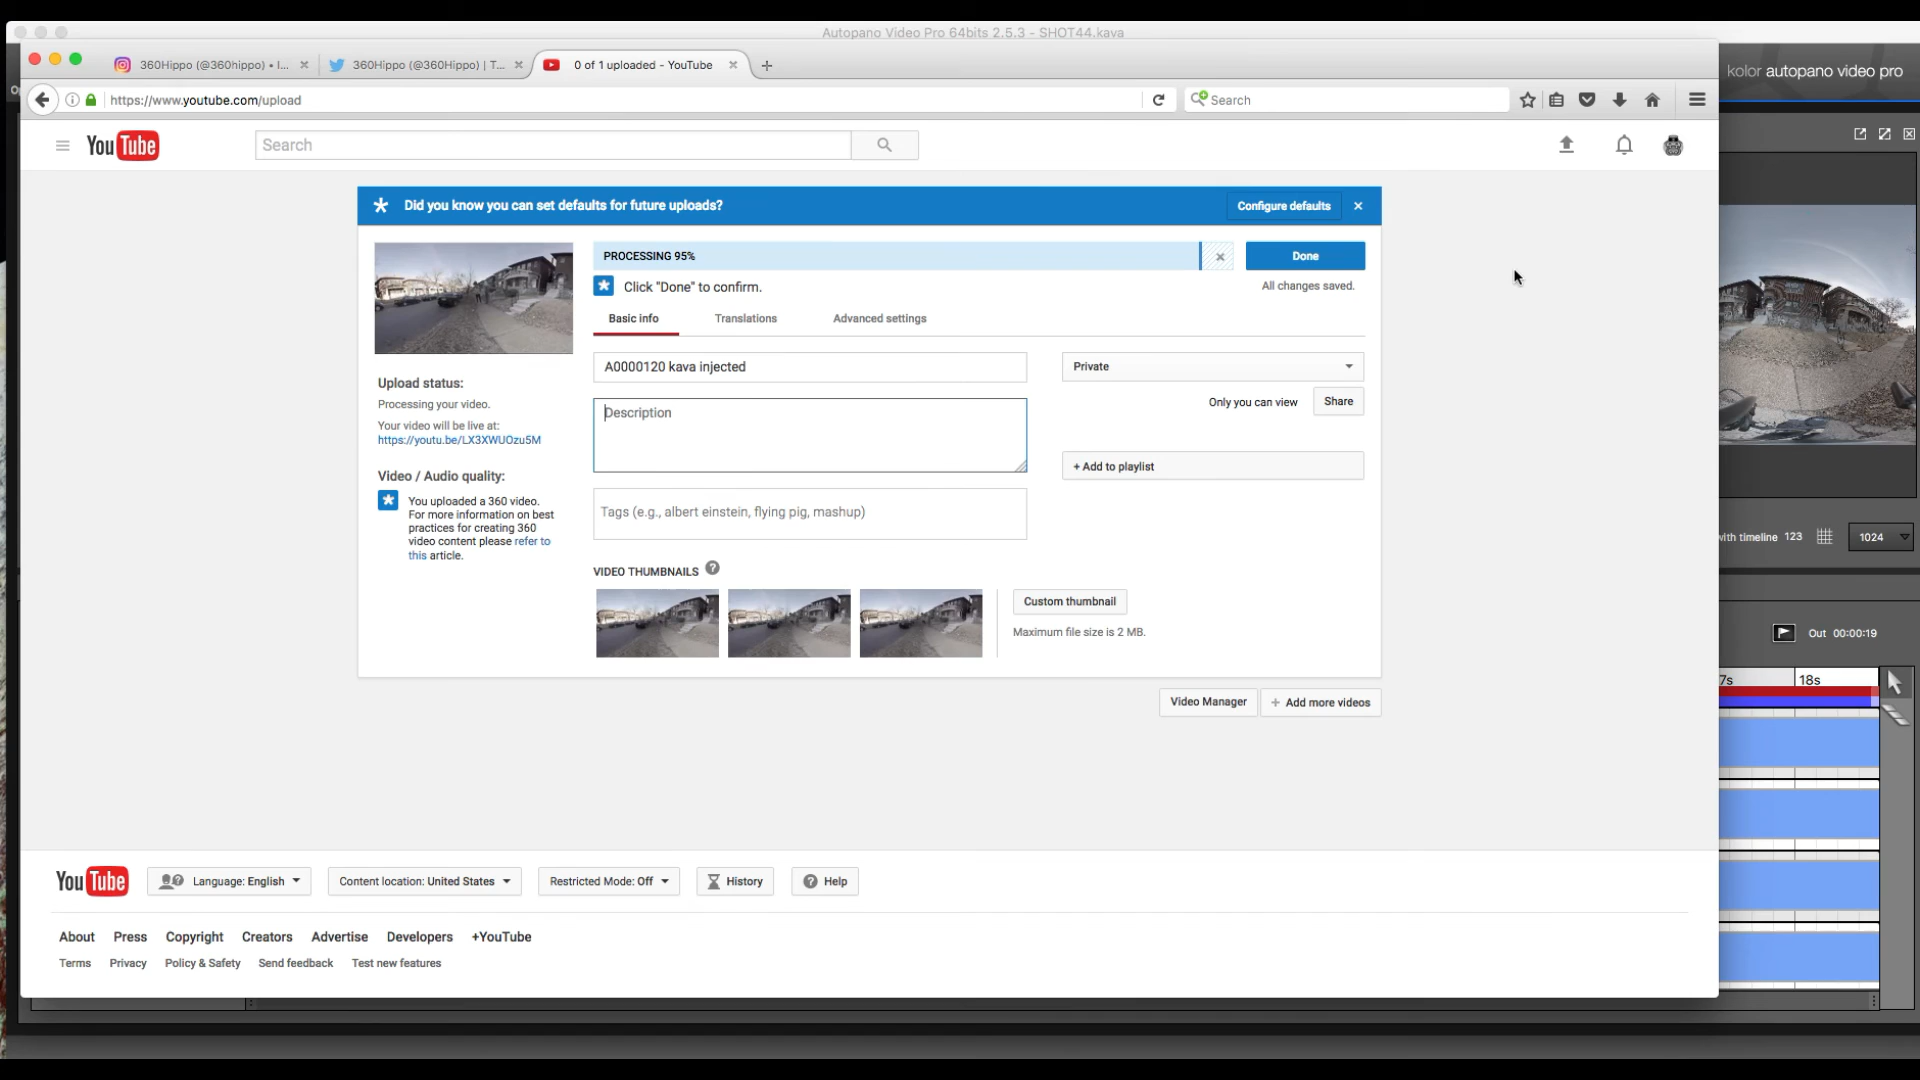 Autopano Video Pro 64bits 2.5.3 - SHOT44.kava
360Hippo (@360hippo) • I...
360Hippo (@360Hippo) | T...
0 of 1 uploaded - YouTube
kolor autopano video pro
https://www.youtube.com/upload
Search
YouTube
Search
Did you know you can set defaults for future uploads?
Configure defaults
PROCESSING 95%
Done
Click "Done" to confirm.
All changes saved.
Basic info
Translations
Advanced settings
A0000120 kava injected
Private
Upload status:
Processing your video.
Your video will be live at:
https://youtu.be/LX3XWUOzu5M
Only you can view
Share
Description
+ Add to playlist
Video / Audio quality:
You uploaded a 360 video.
For more information on best
practices for creating 360
video content please refer to
this article.
Tags (e.g., albert einstein, flying pig, mashup)
with timeline 123
1024
VIDEO THUMBNAILS
Custom thumbnail
Maximum file size is 2 MB.
Out 00:00:19
7s
18s
Video Manager
+ Add more videos
YouTube
Language: English
Content location: United States
Restricted Mode: Off
History
Help
About Press Copyright Creators Advertise Developers +YouTube
Terms Privacy Policy & Safety Send feedback Test new features